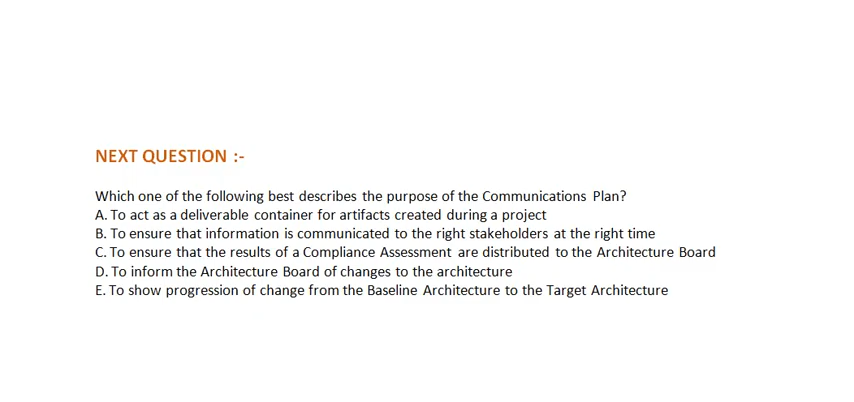 NEXT QUESTION :-
Which one of the following best describes the purpose of the Communications Plan?
A. To act as a deliverable container for artifacts created during a project
B. To ensure that information is communicated to the right stakeholders at the right time
C. To ensure that the results of a Compliance Assessment are distributed to the Architecture Board
D. To inform the Architecture Board of changes to the architecture
E. To show progression of change from the Baseline Architecture to the Target Architecture